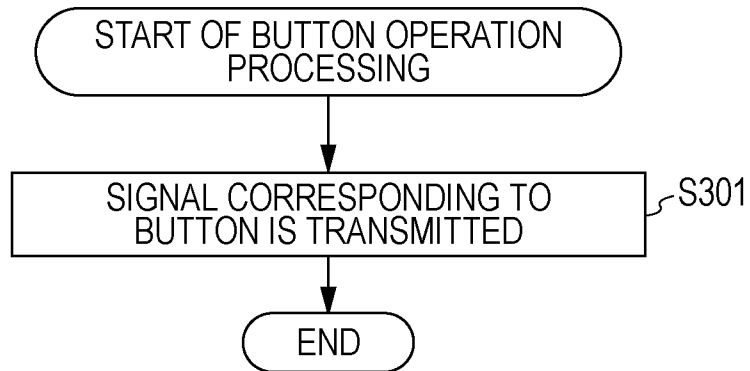 START OF BUTTON OPERATION
PROCESSING
SIGNAL CORRESPONDING TO
BUTTON IS TRANSMITTED
S301
END